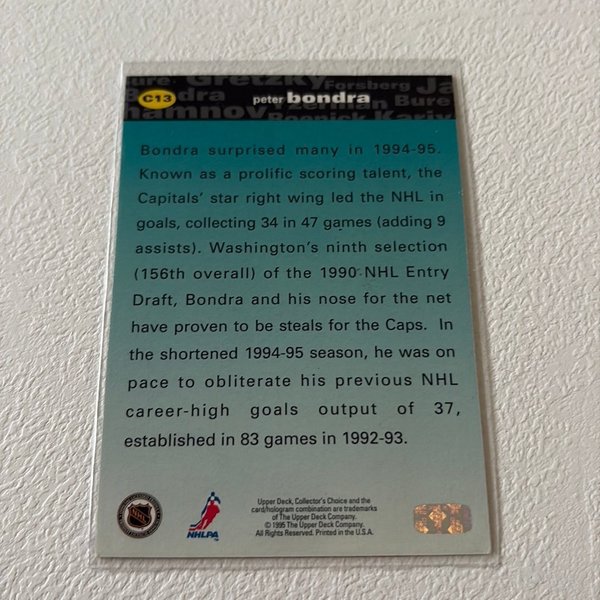 Gretzky
Forsberg
Bure
C13
peter bondra
Bure
Yzerman
Roenick Kariy
Bondra surprised many in 1994-95.
Known as a prolific scoring talent, the
Capitals' star right wing led the NHL in
goals, collecting 34 in 47 games (adding 9
assists). Washington's ninth selection
(156th overall) of the 1990 NHL Entry
Draft, Bondra and his nose for the net
have proven to be steals for the Caps. In
the shortened 1994-95 season, he was on
pace to obliterate his previous NHL
career-high goals output of 37,
established in 83 games in 1992-93.
NHL
NHLPA
Upper Deck, Collector's Choice and the
card/hologram combination are trademarks
of The Upper Deck Company.
© 1995 The Upper Deck Company.
All Rights Reserved. Printed in the U.S.A.